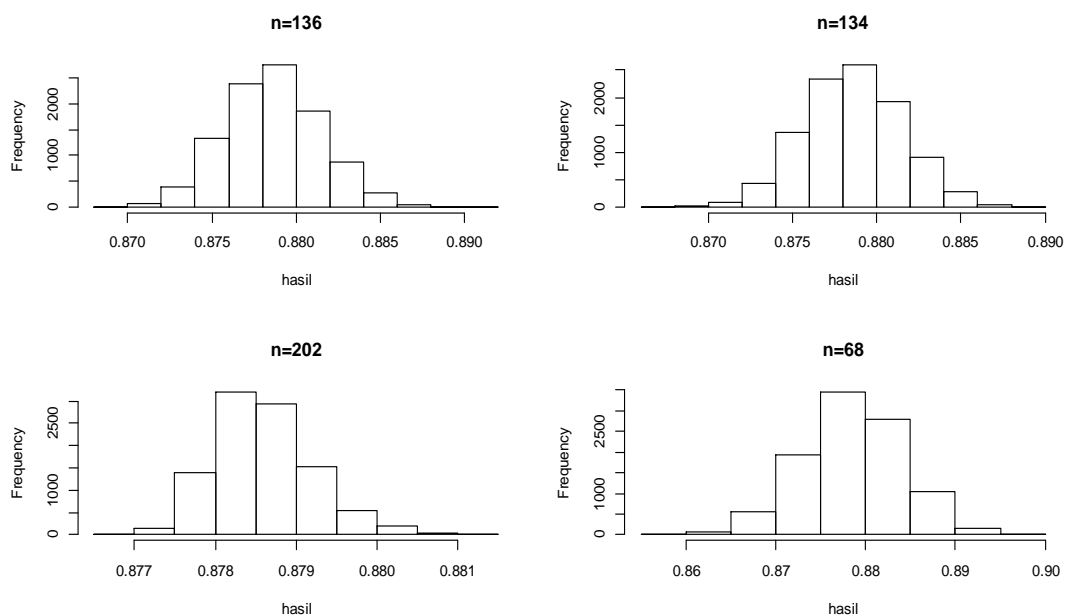 n=136
Frequency
0 1000 2000
0.870 0.875 0.880 0.885 0.890
hasil
n=134
Frequency
0 1000 2000
0.870 0.875 0.880 0.885 0.890
hasil
n=202
Frequency
0 1000 2500
0.877 0.878 0.879 0.880 0.881
hasil
n=68
Frequency
0 1000 2500
0.86 0.87 0.88 0.89 0.90
hasil